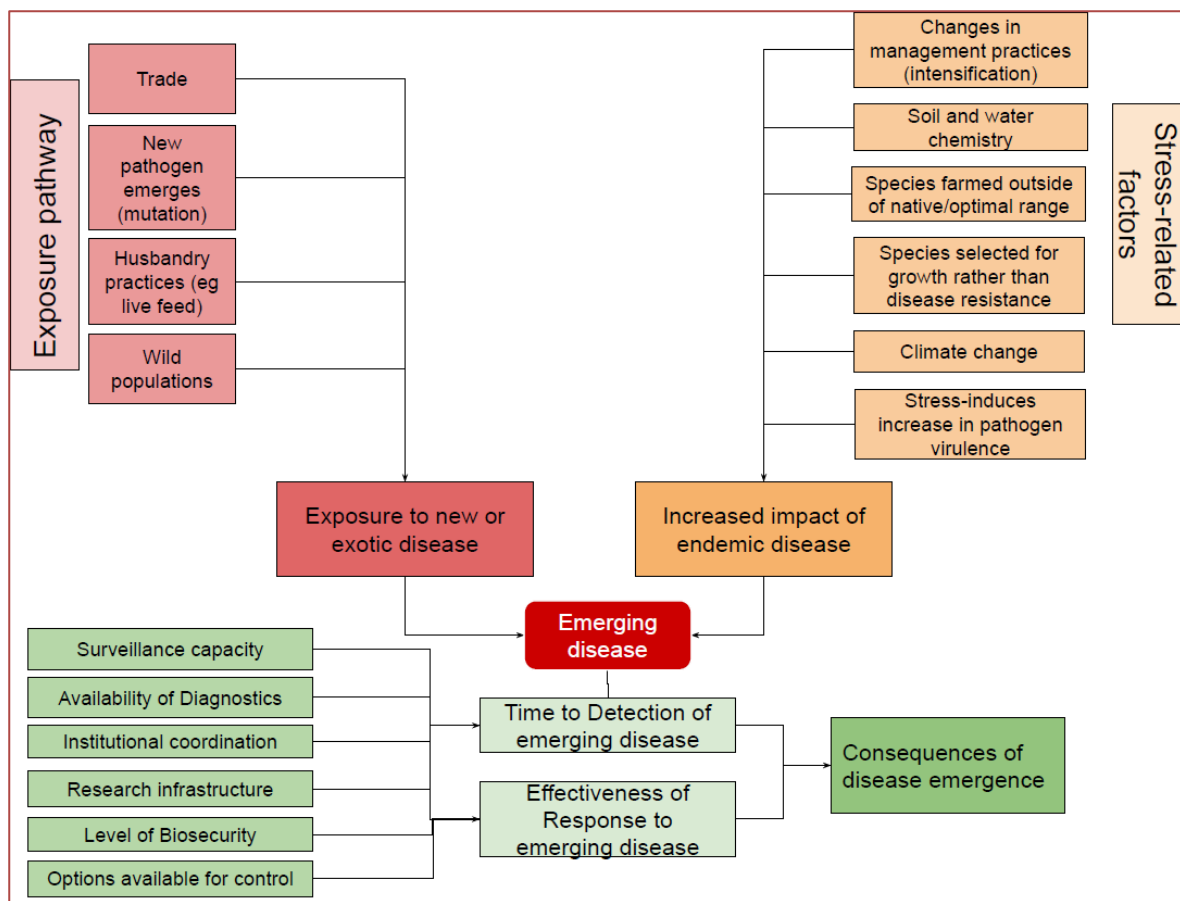 Exposure pathway
Trade
New
pathogen
emerges
(mutation)
Husbandry
practices (eg
live feed)
Wild
populations
Changes in
management practices
(intensification)
Soil and water
chemistry
Species farmed outside
of native/optimal range
Species selected for
growth rather than
disease resistance
Climate change
Stress-induces
increase in pathogen
virulence
Stress-related
factors
Exposure to new or
exotic disease
Increased impact of
endemic disease
Emerging
disease
Surveillance capacity
Availability of Diagnostics
Institutional coordination
Research infrastructure
Level of Biosecurity
Options available for control
Time to Detection of
emerging disease
Effectiveness of
Response to
emerging disease
Consequences of
disease emergence